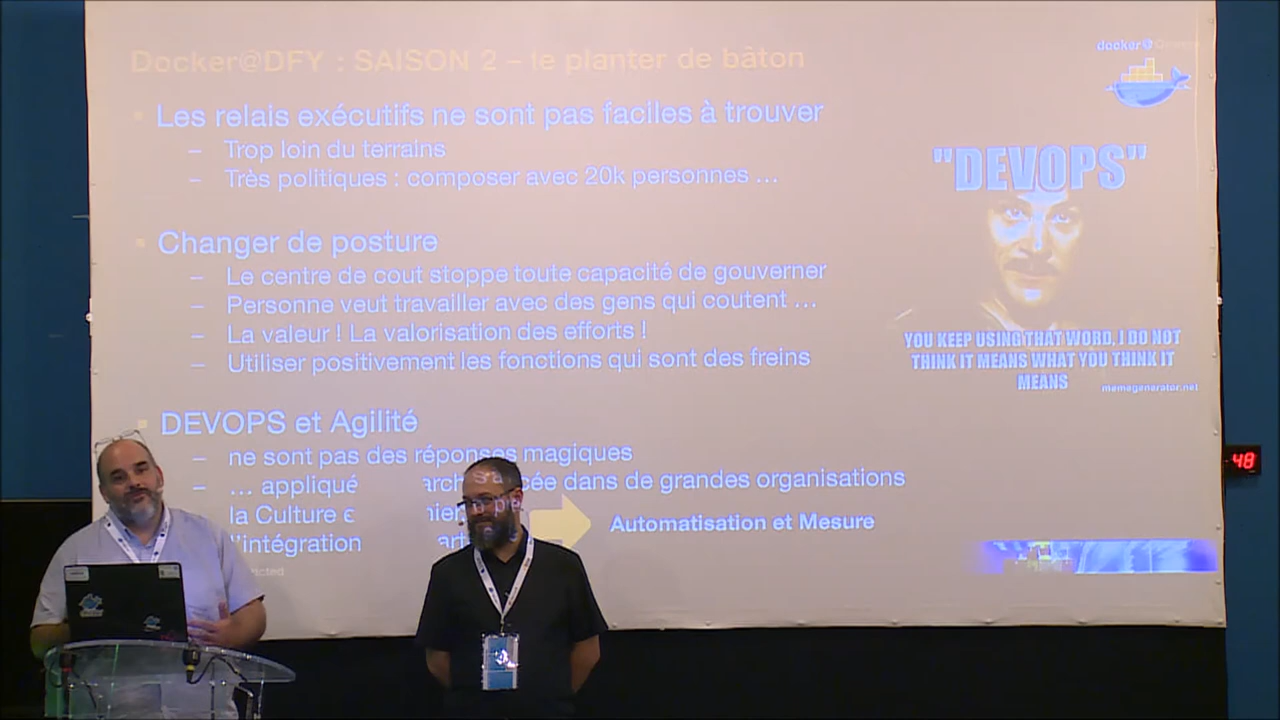 Docker@DFY : SAISON 2 – le planter de bâton
docker@
Les relais exécutifs ne sont pas faciles à trouver
– Trop loin du terrains
– Très politiques : composer avec 20k personnes …
"DEVOPS"
Changer de posture
– Le centre de cout stoppe toute capacité de gouverner
– Personne veut travailler avec des gens qui coutent …
– La valeur ! La valorisation des efforts !
– Utiliser positivement les fonctions qui sont des freins
YOU KEEP USING THAT WORD, I DO NOT
THINK IT MEANS WHAT YOU THINK IT
MEANS
memegenerator.net
DEVOPS et Agilité
– ne sont pas des réponses magiques
– … appliqué dans de grandes organisations
la Culture
l'intégration
Automatisation et Mesure
48